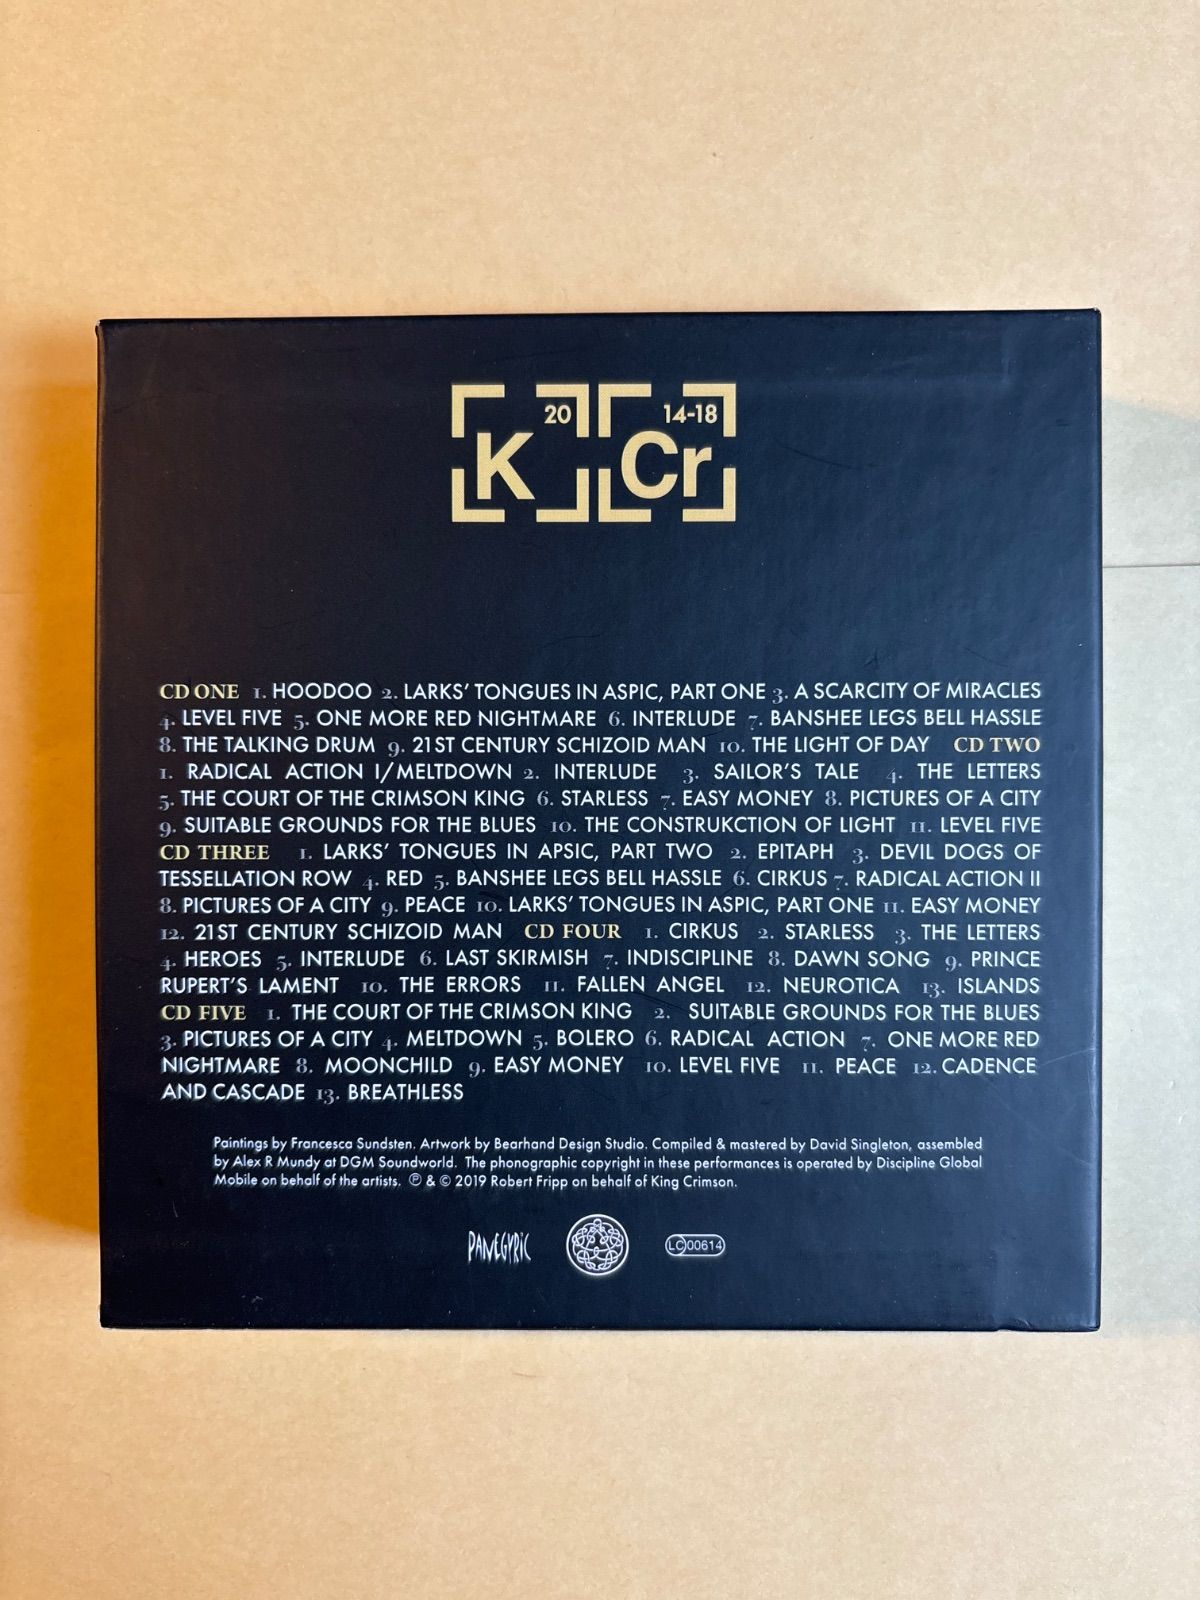 20
K
14-18
Cr
CD ONE 1. HOODOO 2. LARKS' TONGUES IN ASPIC, PART ONE 3. A SCARCITY OF MIRACLES
4. LEVEL FIVE 5. ONE MORE RED NIGHTMARE 6. INTERLUDE 7. BANSHEE LEGS BELL HASSLE
8. THE TALKING DRUM 9. 21ST CENTURY SCHIZOID MAN 10. THE LIGHT OF DAY CD TWO
1. RADICAL ACTION I/MELTDOWN 2. INTERLUDE 3. SAILOR'S TALE 4. THE LETTERS
5. THE COURT OF THE CRIMSON KING 6. STARLESS 7. EASY MONEY 8. PICTURES OF A CITY
9. SUITABLE GROUNDS FOR THE BLUES 10. THE CONSTRUKCTION OF LIGHT 11. LEVEL FIVE
CD THREE 1. LARKS' TONGUES IN APSIC, PART TWO 2. EPITAPH 3. DEVIL DOGS OF
TESSELLATION ROW 4. RED 5. BANSHEE LEGS BELL HASSLE 6. CIRKUS 7. RADICAL ACTION II
8. PICTURES OF A CITY 9. PEACE 10. LARKS' TONGUES IN ASPIC, PART ONE 11. EASY MONEY
12. 21ST CENTURY SCHIZOID MAN CD FOUR 1. CIRKUS 2. STARLESS 3. THE LETTERS
4. HEROES 5. INTERLUDE 6. LAST SKIRMISH 7. INDISCIPLINE 8. DAWN SONG 9. PRINCE
RUPERT'S LAMENT 10. THE ERRORS 11. FALLEN ANGEL 12. NEUROTICA 13. ISLANDS
CD FIVE 1. THE COURT OF THE CRIMSON KING 2. SUITABLE GROUNDS FOR THE BLUES
3. PICTURES OF A CITY 4. MELTDOWN 5. BOLERO 6. RADICAL ACTION 7. ONE MORE RED
NIGHTMARE 8. MOONCHILD 9. EASY MONEY 10. LEVEL FIVE 11. PEACE 12. CADENCE
AND CASCADE 13. BREATHLESS
Paintings by Francesca Sundsten. Artwork by Bearhand Design Studio. Compiled & mastered by David Singleton, assembled
by Alex R Mundy at DGM Soundworld. The phonographic copyright in these performances is operated by Discipline Global
Mobile on behalf of the artists. ℗ & © 2019 Robert Fripp on behalf of King Crimson.
PANEGYRIC
LC 00614